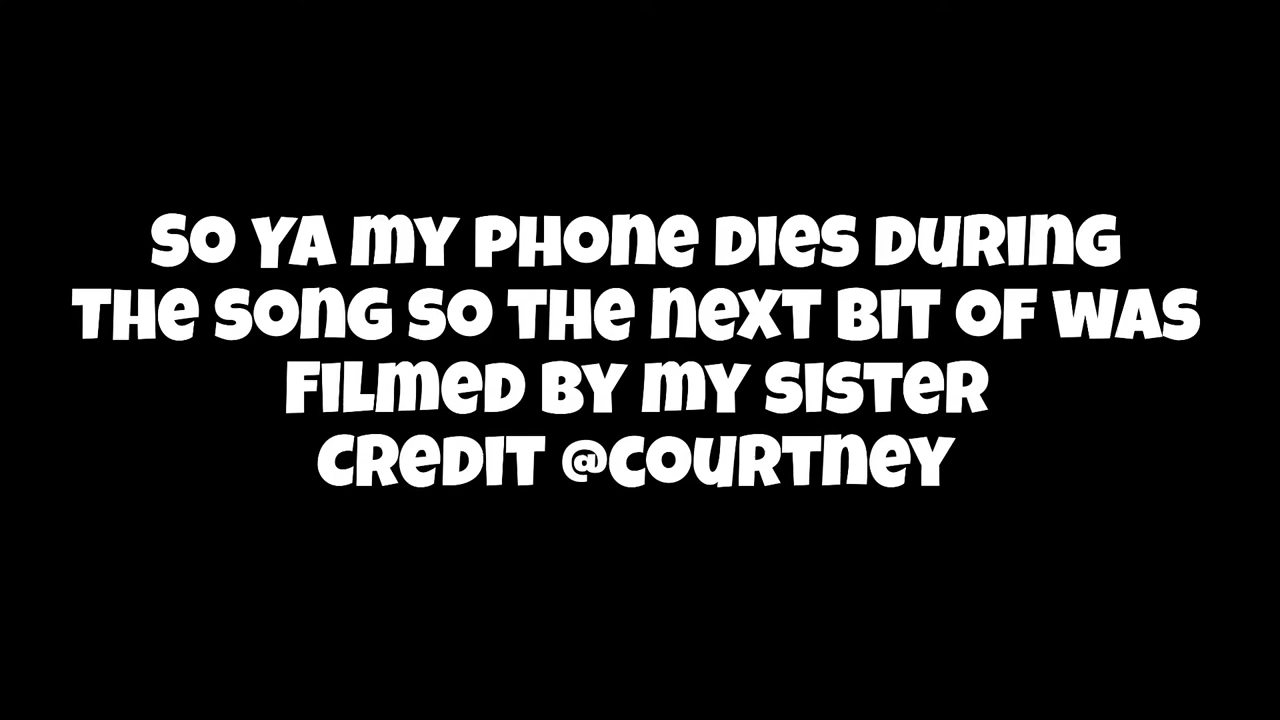 So ya my phone dies during
the song so the next bit of was
filmed by my sister
Credit @courtney